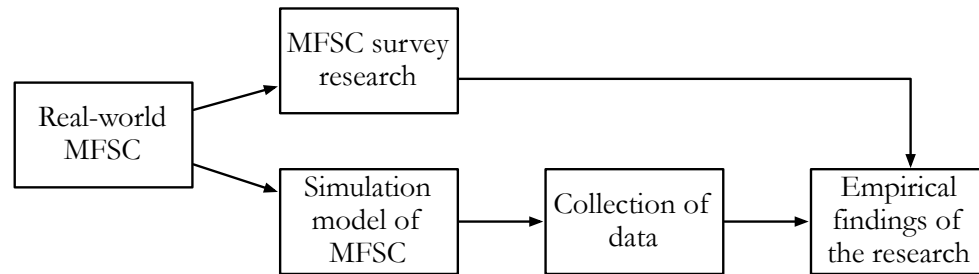 MFSC survey
research
Real-world
MFSC
Simulation
model of
MFSC
Collection of
data
Empirical
findings of
the research